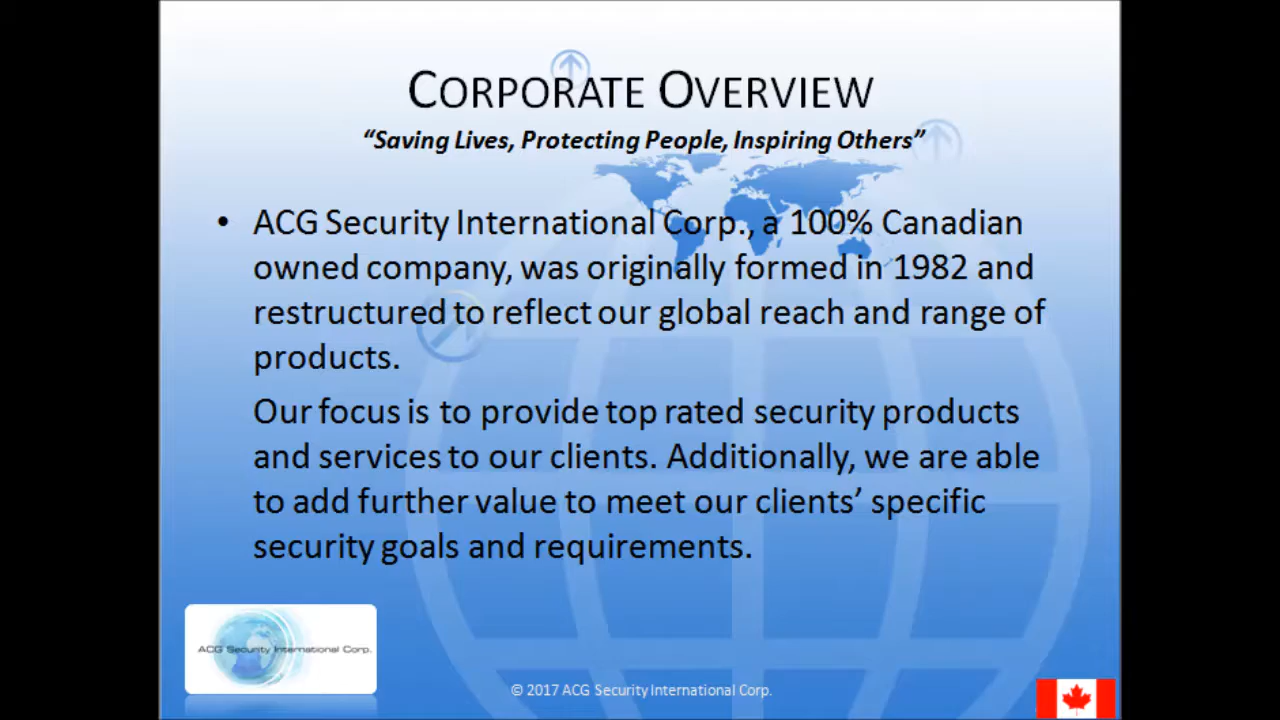 CORPORATE OVERVIEW
“Saving Lives, Protecting People, Inspiring Others”
• ACG Security International Corp., a 100% Canadian
owned company, was originally formed in 1982 and
restructured to reflect our global reach and range of
products.
Our focus is to provide top rated security products
and services to our clients. Additionally, we are able
to add further value to meet our clients’ specific
security goals and requirements.
ACG Security International Corp.
© 2017 ACG Security International Corp.